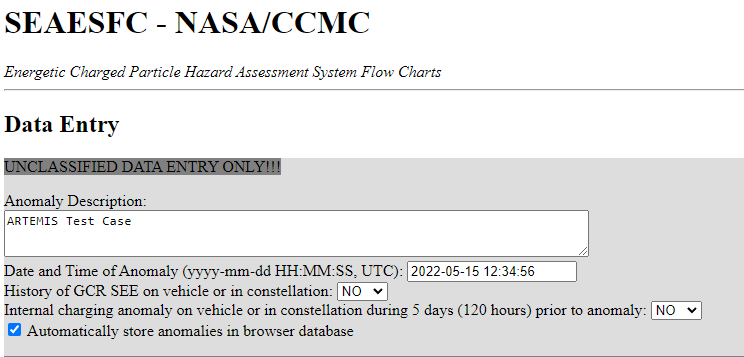 SEAESFC - NASA/CCMC
Energetic Charged Particle Hazard Assessment System Flow Charts
Data Entry
UNCLASSIFIED DATA ENTRY ONLY!!!
Anomaly Description:
ARTEMIS Test Case
Date and Time of Anomaly (yyyy-mm-dd HH:MM:SS, UTC): 2022-05-15 12:34:56
History of GCR SEE on vehicle or in constellation: NO
Internal charging anomaly on vehicle or in constellation during 5 days (120 hours) prior to anomaly: NO
Automatically store anomalies in browser database